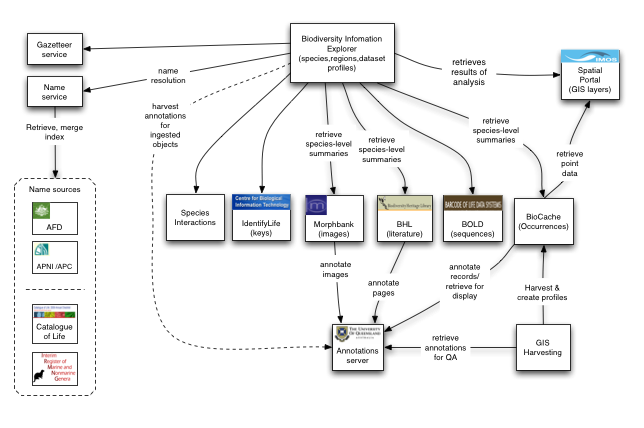 Biodiversity Infomation
Explorer
(species,regions,dataset
profiles)
Gazetteer
service
Name
service
name
resolution
harvest
annotations
for
ingested
objects
retrieves
results of
analysis
IMOS
Spatial
Portal
(GIS layers)
Retrieve, merge
index
retrieve
species-level
summaries
retrieve
species-level
summaries
retrieve
species-level
summaries
retrieve
point
data
Name sources
AFD
APNI /APC
Catalogue
of Life
Interim
Register of
Marine and
Nonmarine
Genera
Species
Interactions
Centre for Biological
Information Technology
IdentifyLife
(keys)
m
Morphbank
(images)
Biodiversity Heritage Library
BHL
(literature)
BARCODE OF LIFE DATA SYSTEMS
BOLD
(sequences)
BioCache
(Occurrences)
annotate
images
annotate
pages
annotate
records/
retrieve for
display
Harvest &
create profiles
THE UNIVERSITY
OF QUEENSLAND
AUSTRALIA
Annotations
server
retrieve
annotations
for QA
GIS
Harvesting